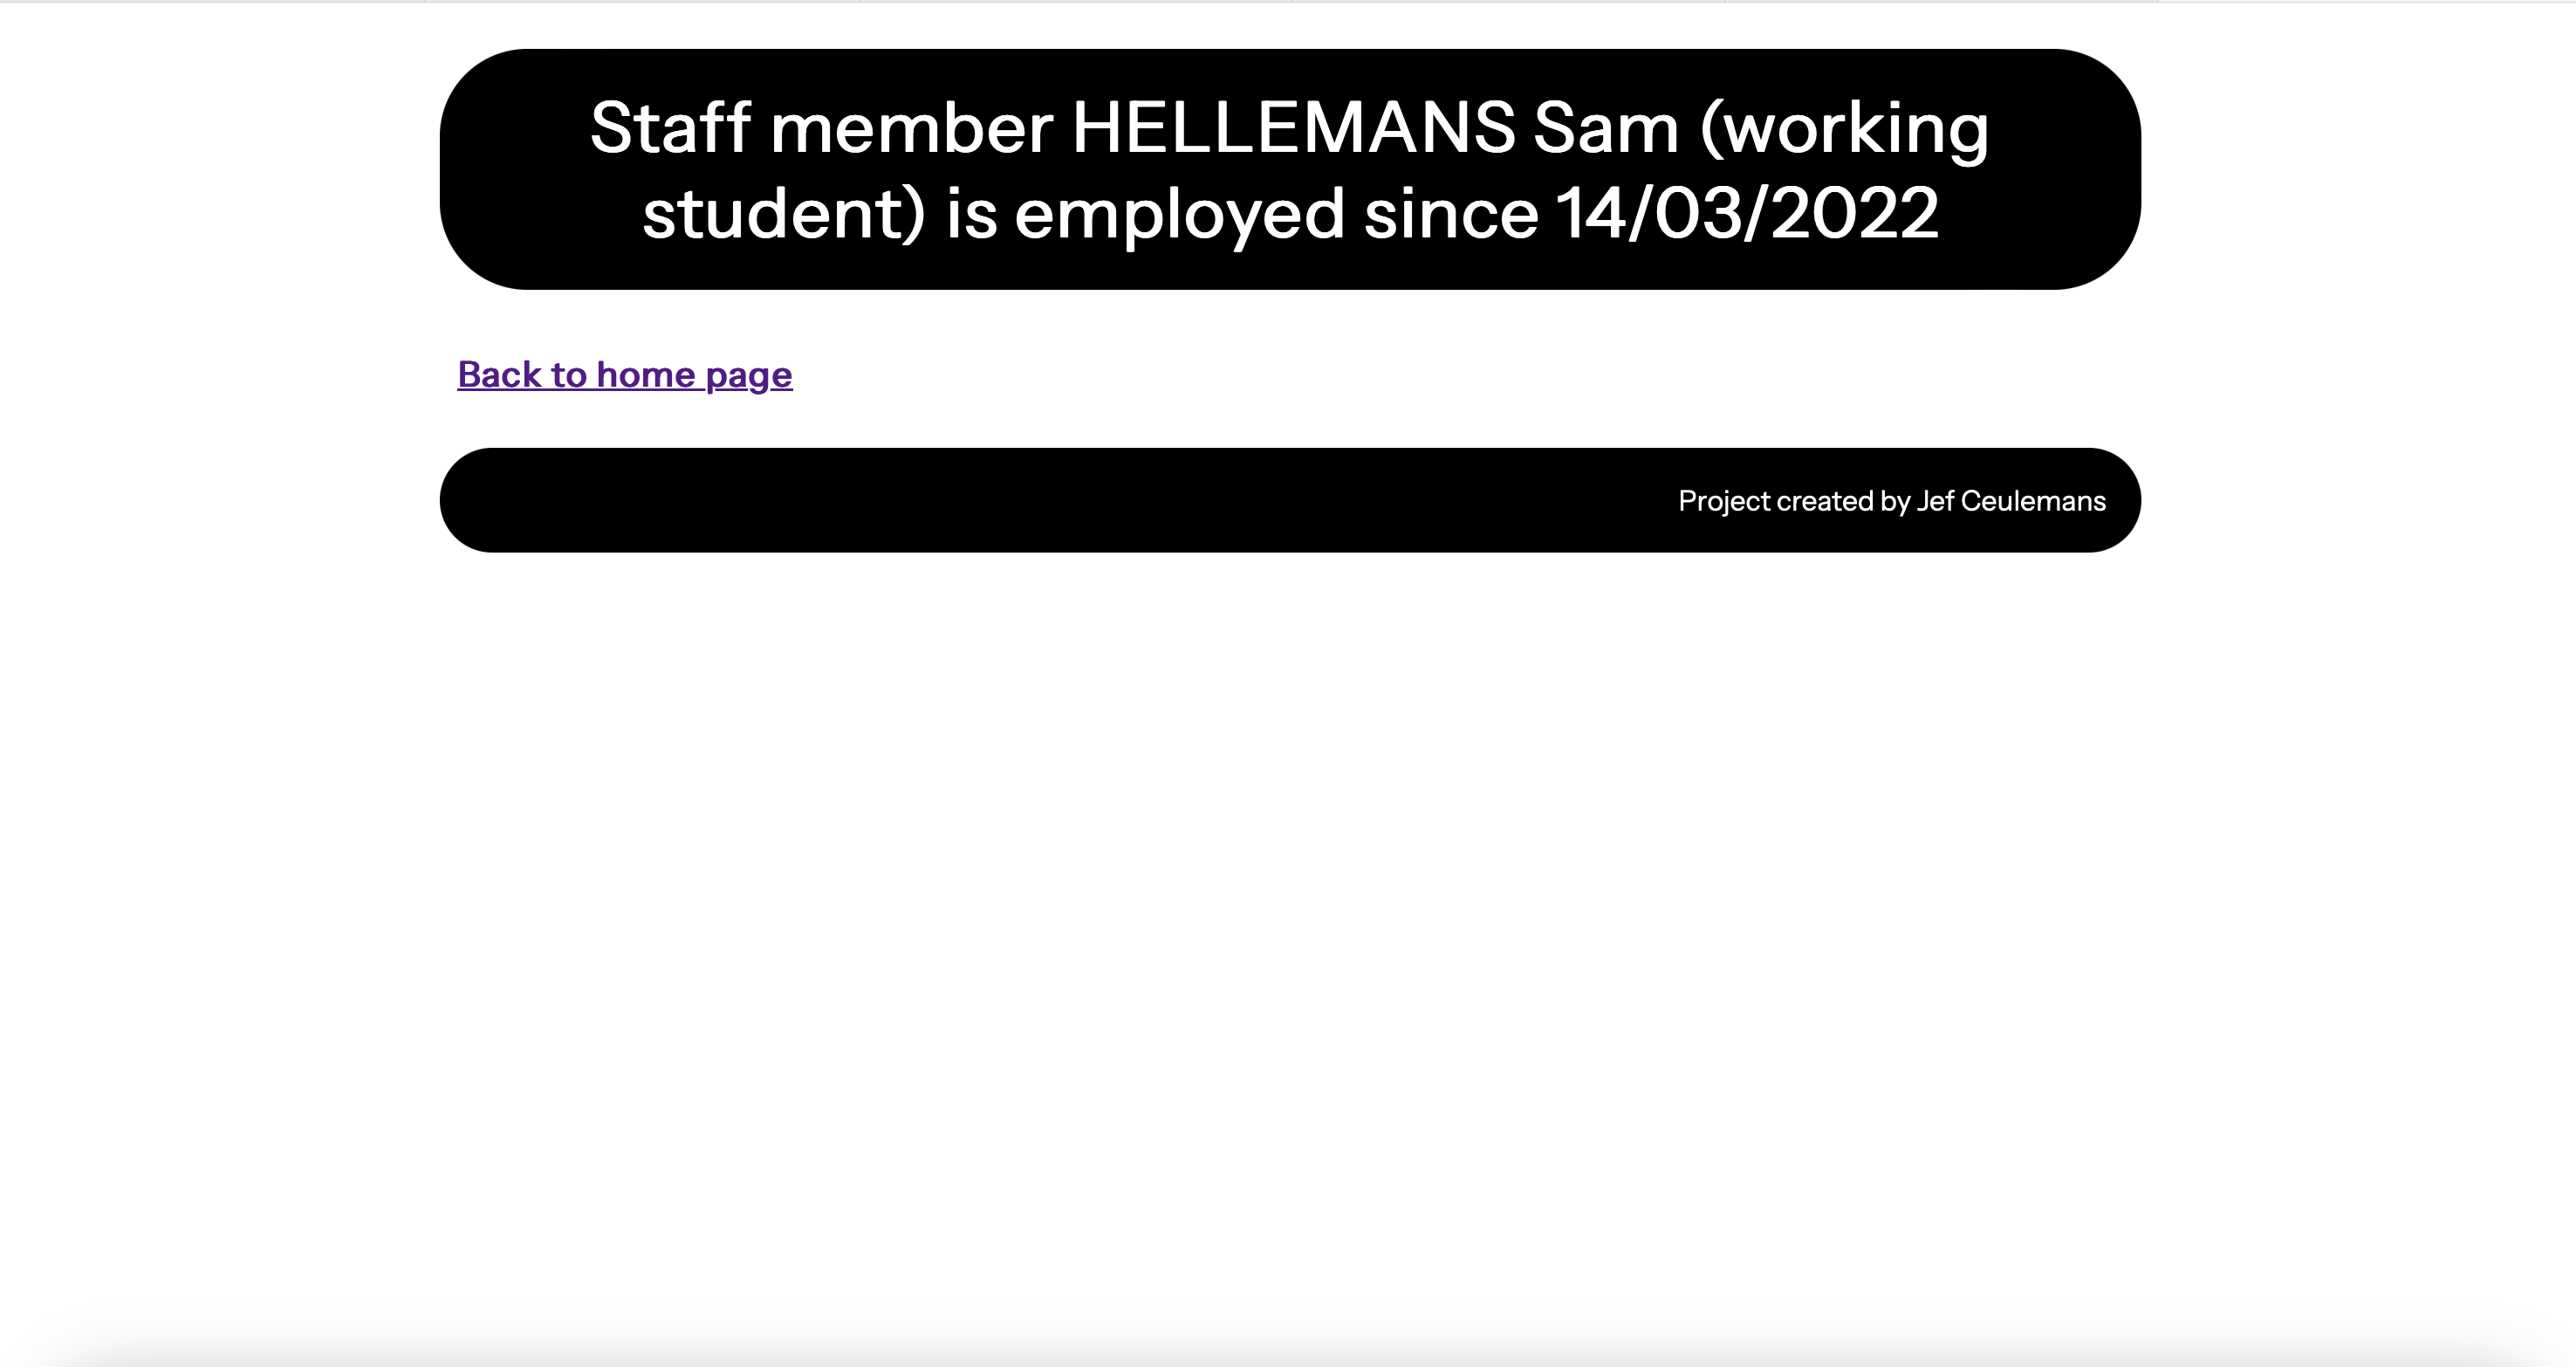 Staff member HELLEMANS Sam (working
student) is employed since 14/03/2022
Back to home page
Project created by Jef Ceulemans